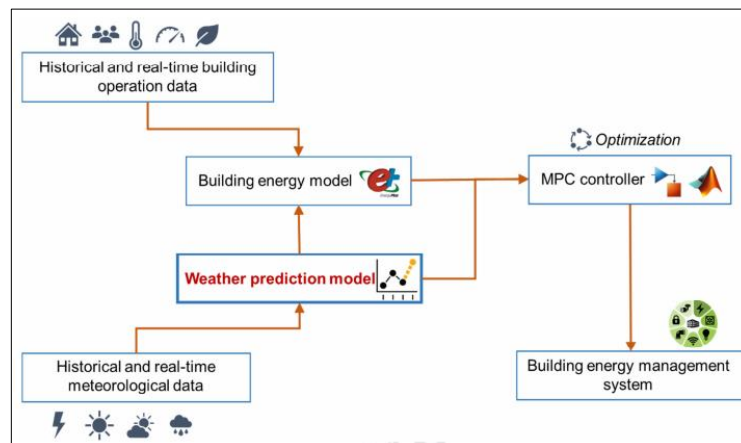 Historical and real-time building
operation data
Optimization
Building energy model
MPC controller
Weather prediction model
Historical and real-time
meteorological data
Building energy management
system